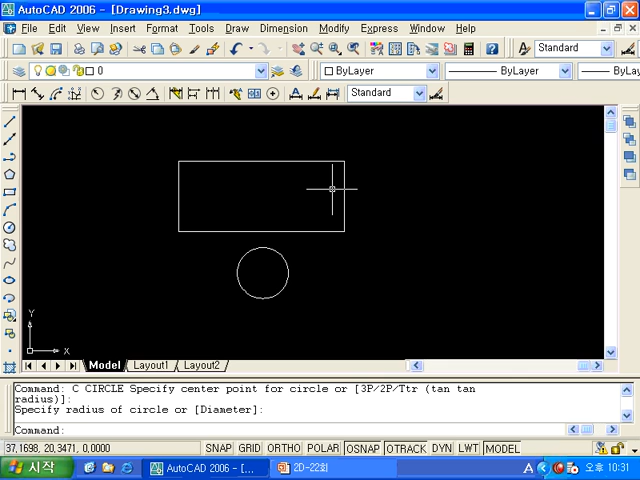 AutoCAD 2006 - [Drawing3.dwg]
File Edit View Insert Format Tools Draw Dimension Modify Express Window Help
Standard
0 ByLayer ByLayer ByLay
Standard
Y
X
Model Layout1 Layout2
Command: C CIRCLE Specify center point for circle or [3P/2P/Ttr (tan tan
radius)]:
Specify radius of circle or [Diameter]:
Command:
37,1698, 20,3471, 0,0000 SNAP GRID ORTHO POLAR OSNAP OTRACK DYN LWT MODEL
시작 AutoCAD 2006 - [... 2D-22회 A 오후 10:31